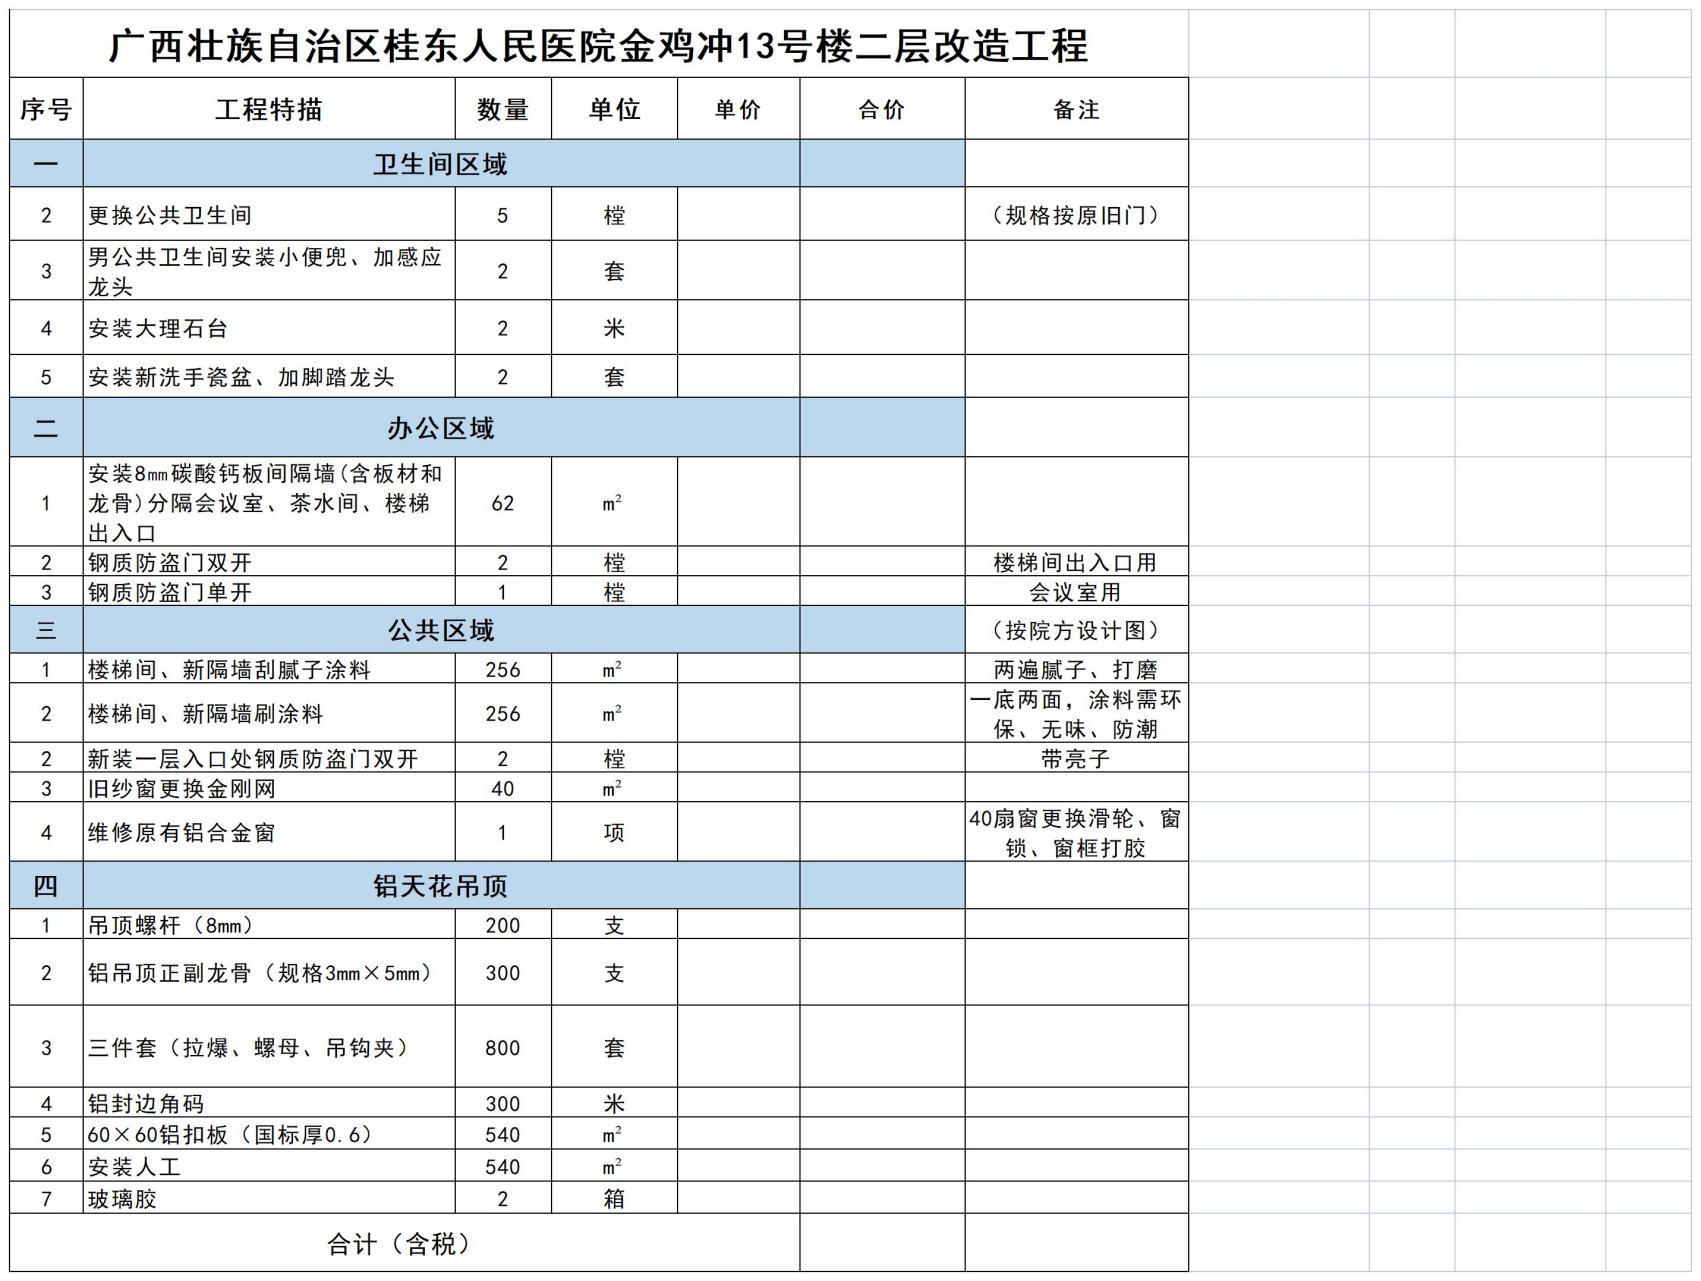 广西壮族自治区桂东人民医院金鸡冲13号楼二层改造工程
序号 工程特描 数量 单位 单价 合价 备注
一 卫生间区域
2 更换公共卫生间 5 樘 （规格按原旧门）
3 男公共卫生间安装小便兜、加感应
龙头 2 套
4 安装大理石台 2 米
5 安装新洗手瓷盆、加脚踏龙头 2 套
二 办公区域
1 安装8㎜碳酸钙板间隔墙(含板材和
龙骨)分隔会议室、茶水间、楼梯
出入口 62 ㎡
2 钢质防盗门双开 2 樘 楼梯间出入口用
3 钢质防盗门单开 1 樘 会议室用
三 公共区域 （按院方设计图）
1 楼梯间、新隔墙刮腻子涂料 256 ㎡ 两遍腻子、打磨
2 楼梯间、新隔墙刷涂料 256 ㎡ 一底两面，涂料需环
保、无味、防潮
2 新装一层入口处钢质防盗门双开 2 樘 带亮子
3 旧纱窗更换金刚网 40 ㎡
4 维修原有铝合金窗 1 项 40扇窗更换滑轮、窗
锁、窗框打胶
四 铝天花吊顶
1 吊顶螺杆（8㎜） 200 支
2 铝吊顶正副龙骨（规格3㎜×5㎜） 300 支
3 三件套（拉爆、螺母、吊钩夹） 800 套
4 铝封边角码 300 米
5 60×60铝扣板（国标厚0.6） 540 ㎡
6 安装人工 540 ㎡
7 玻璃胶 2 箱
合计（含税）